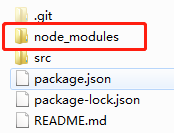 .git
node_modules
src
package.json
package-lock.json
README.md